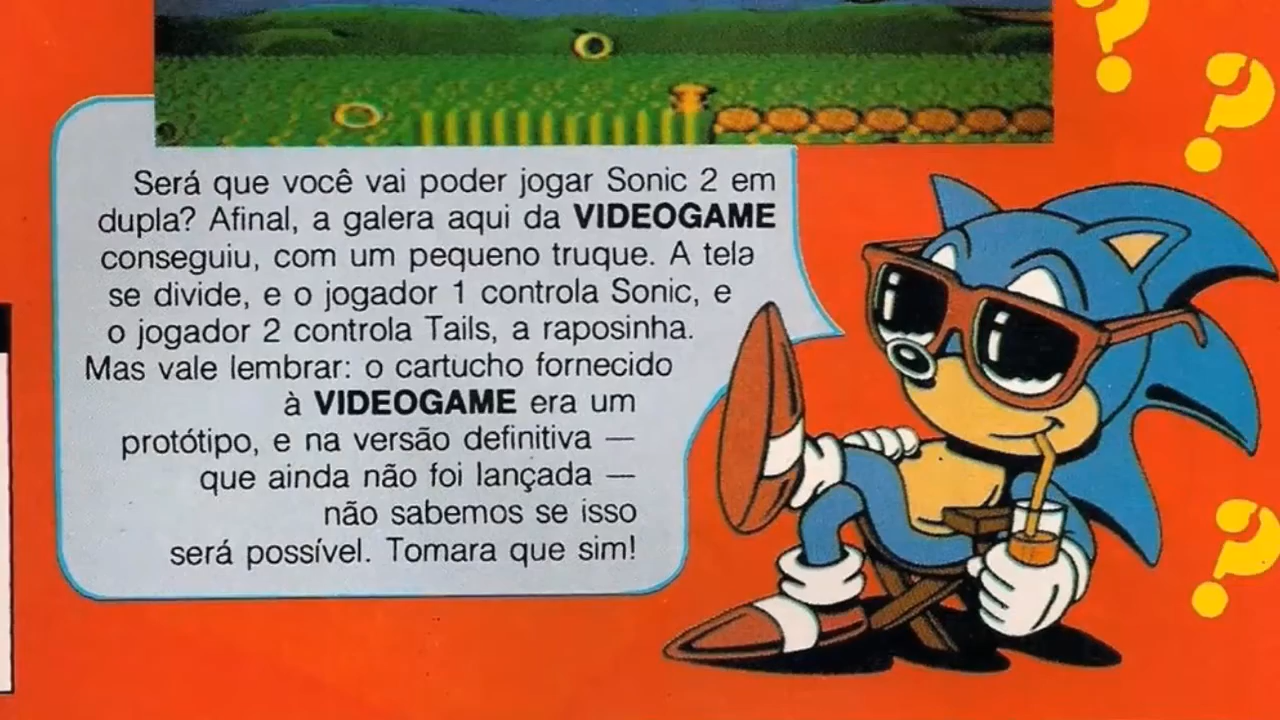 Será que você vai poder jogar Sonic 2 em
dupla? Afinal, a galera aqui da VIDEOGAME
conseguiu, com um pequeno truque. A tela
se divide, e o jogador 1 controla Sonic, e
o jogador 2 controla Tails, a raposinha.
Mas vale lembrar: o cartucho fornecido
à VIDEOGAME era um
protótipo, e na versão definitiva —
que ainda não foi lançada —
não sabemos se isso
será possível. Tomara que sim!
? 
?
?